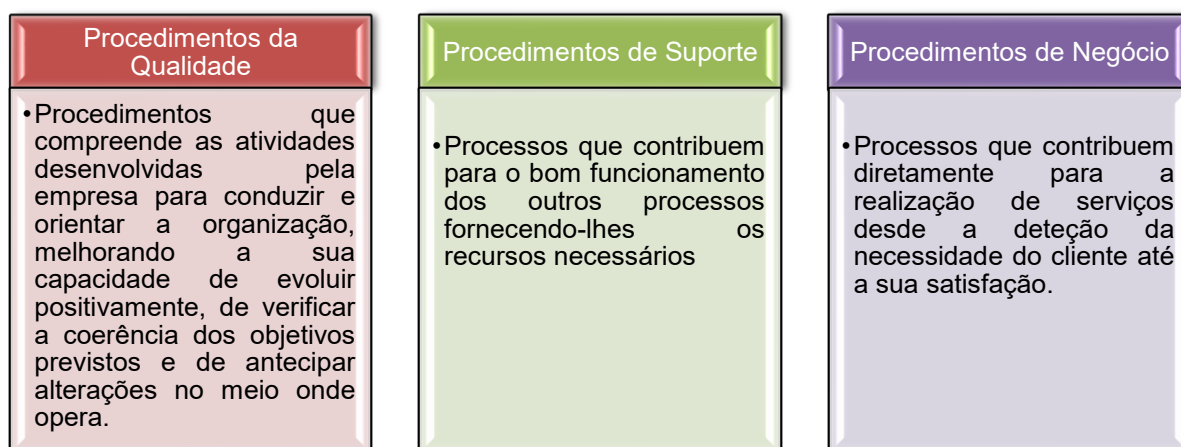 Procedimentos da
Qualidade
•Procedimentos que
compreende as atividades
desenvolvidas pela
empresa para conduzir e
orientar a organização,
melhorando a sua
capacidade de evoluir
positivamente, de verificar
a coerência dos objetivos
previstos e de antecipar
alterações no meio onde
opera.
Procedimentos de Suporte
•Processos que contribuem
para o bom funcionamento
dos outros processos
fornecendo-lhes os
recursos necessários
Procedimentos de Negócio
•Processos que contribuem
diretamente para a
realização de serviços
desde a deteção da
necessidade do cliente até
a sua satisfação.